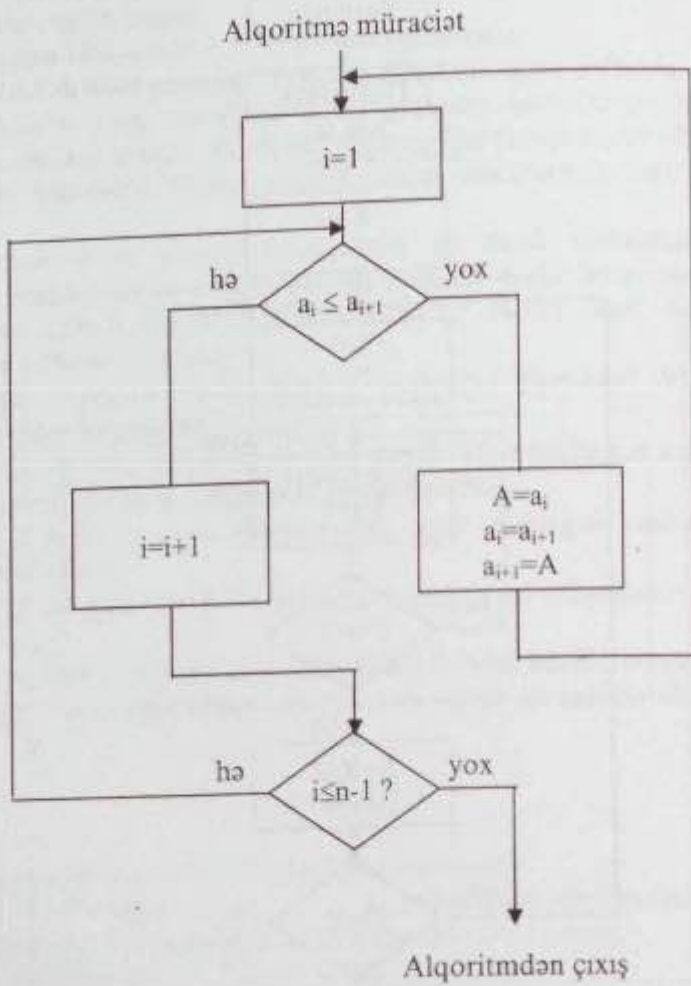 Alqoritmə müraciət
i=1
hə
yox
aᵢ ≤ aᵢ₊₁
i=i+1
A=aᵢ
aᵢ=aᵢ₊₁
aᵢ₊₁=A
hə
yox
i≤n-1 ?
Alqoritmdən çıxış